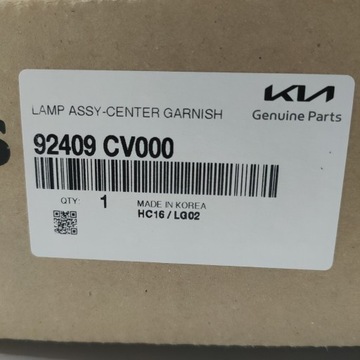 KIA
LAMP ASSY-CENTER GARNISH
Genuine Parts
92409 CV000
QTY: 1
MADE IN KOREA
HC16 / LG02
S